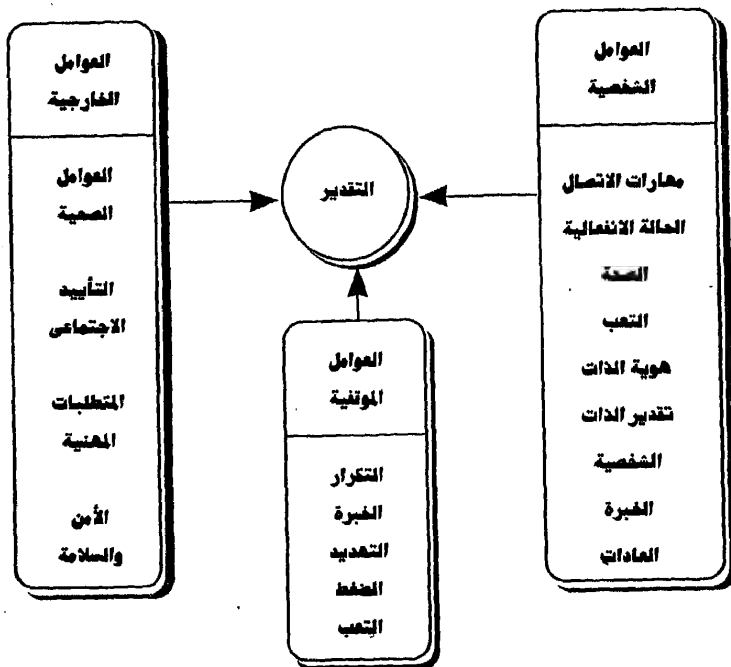 العوامل
الشخصية
مهارات الاتصال
الحالة الانفعالية
الصحة
التعب
هوية الذات
تقدير الذات
الشخصية
الخبرة
العادات
التقدير
العوامل
الموقفية
التكرار
الخبرة
التهديد
الضغط
التعب
العوامل
الخارجية
العوامل
الصحية
التأييد
الاجتماعى
المتطلبات
المهنية
الأمن
والسلامة